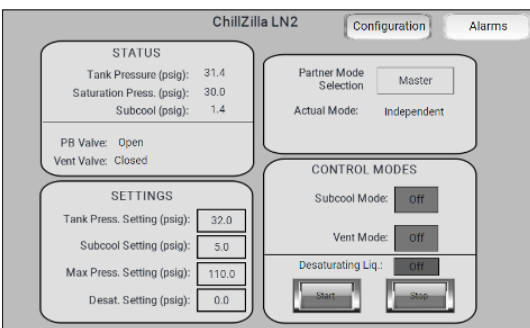 ChillZilla LN2
Configuration
Alarms
STATUS
Tank Pressure (psig): 31.4
Saturation Press. (psig): 30.0
Subcool (psig): 1.4
PB Valve: Open
Vent Valve: Closed
SETTINGS
Tank Press. Setting (psig): 32.0
Subcool Setting (psig): 5.0
Max Press. Setting (psig): 110.0
Desat. Setting (psig): 0.0
Partner Mode
Selection
Master
Actual Mode: Independent
CONTROL MODES
Subcool Mode: Off
Vent Mode: Off
Desaturating Liq.: Off
Start
Stop